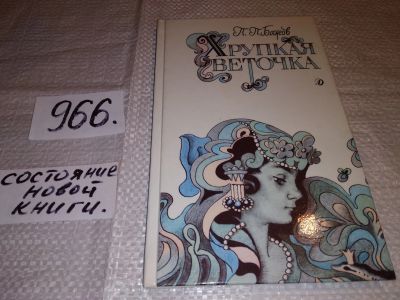 П. П. Бажов
ХРУПКАЯ
ВЕТОЧКА
966.
состояние
новой
книги.